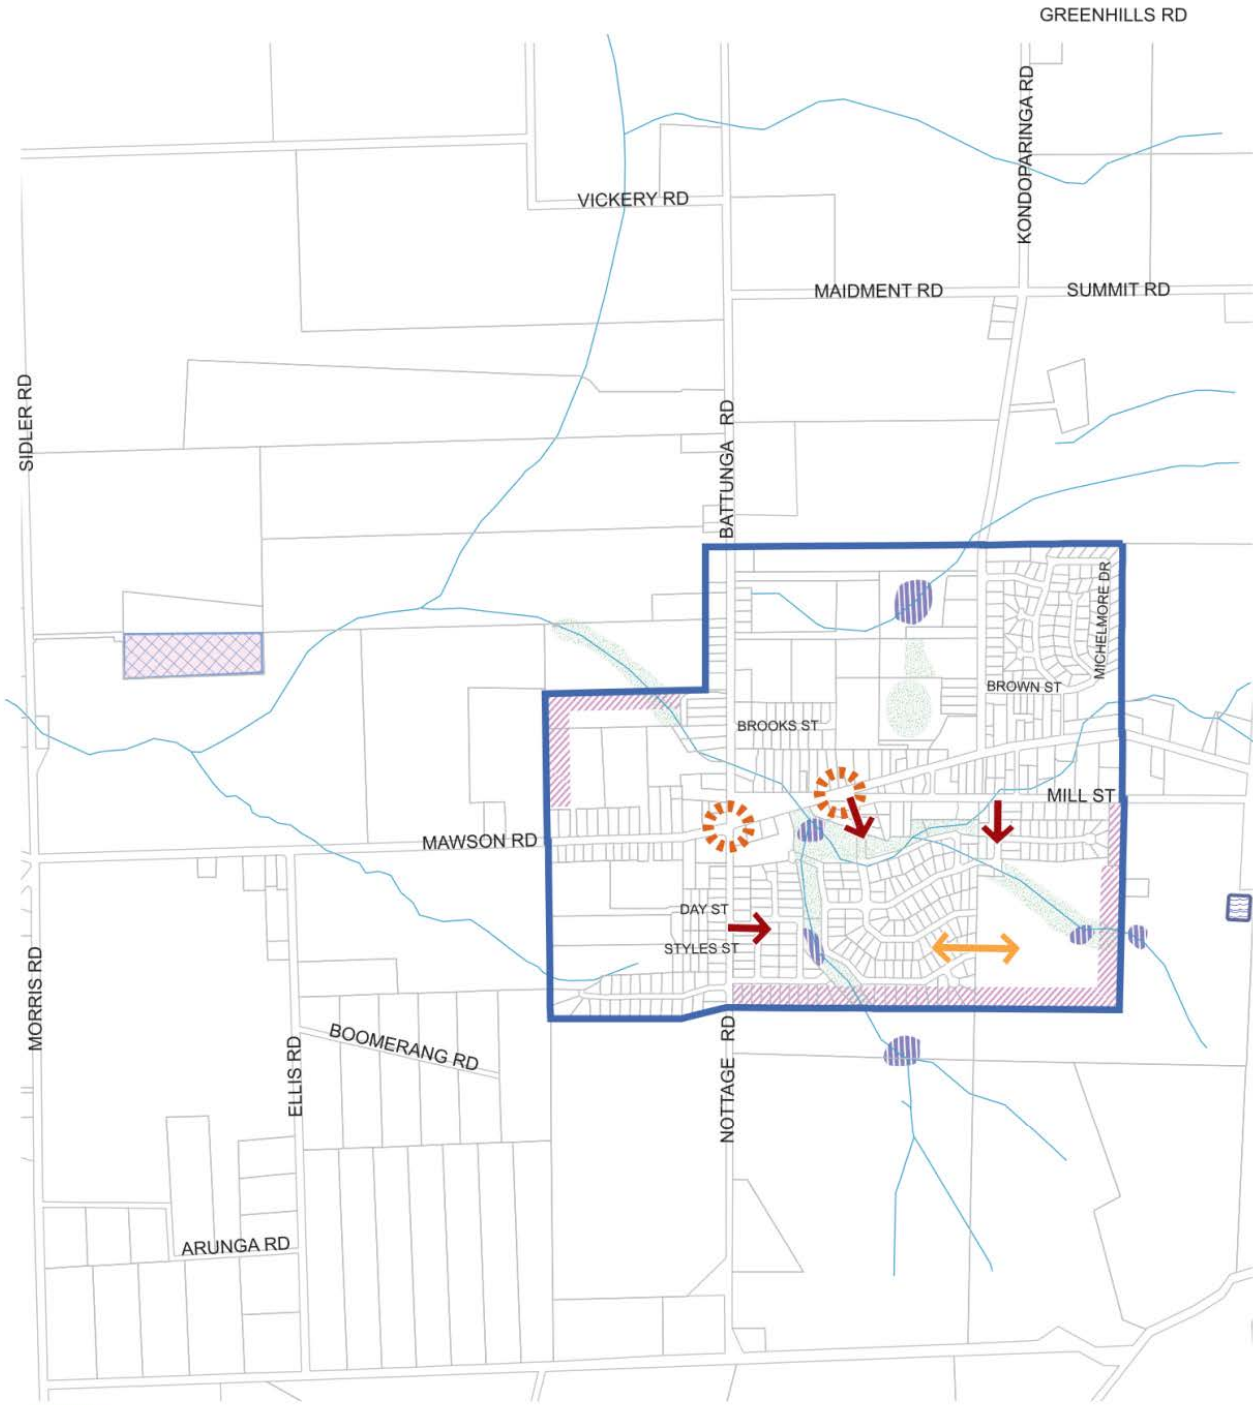 GREENHILLS RD
KONDOPARINGA RD
VICKERY RD
MAIDMENT RD
SUMMIT RD
SIDLER RD
BATTUNGA RD
MICHELMORE DR
BROWN ST
BROOKS ST
MILL ST
MAWSON RD
DAY ST
STYLES ST
MORRIS RD
ELLIS RD
BOOMERANG RD
NOTTAGE RD
ARUNGA RD